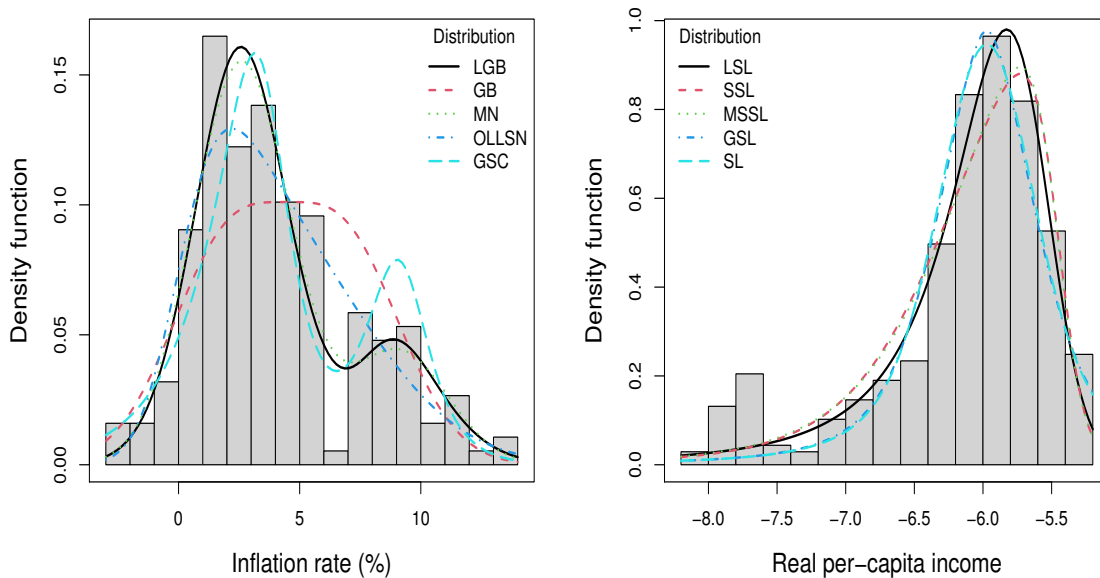 Density function
0.00
0.05
0.10
0.15
Distribution
LGB
GB
MN
OLLSN
GSC
0
5
10
Inflation rate (%)
Density function
0.0
0.2
0.4
0.6
0.8
1.0
Distribution
LSL
SSL
MSSL
GSL
SL
−8.0
−7.5
−7.0
−6.5
−6.0
−5.5
Real per−capita income